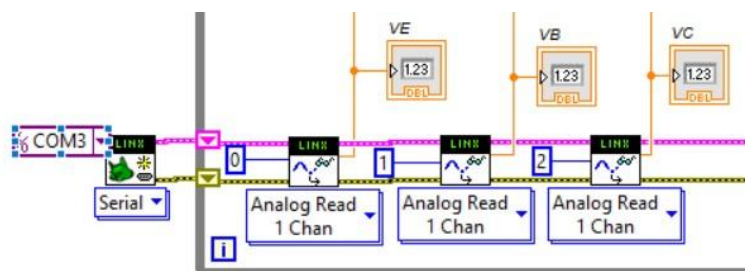 VE
VB
VC
1.23
DBL
1.23
DBL
1.23
DBL
COM3
LINX
Serial
0
LINX
Analog Read
1 Chan
1
LINX
Analog Read
1 Chan
2
LINX
Analog Read
1 Chan
i